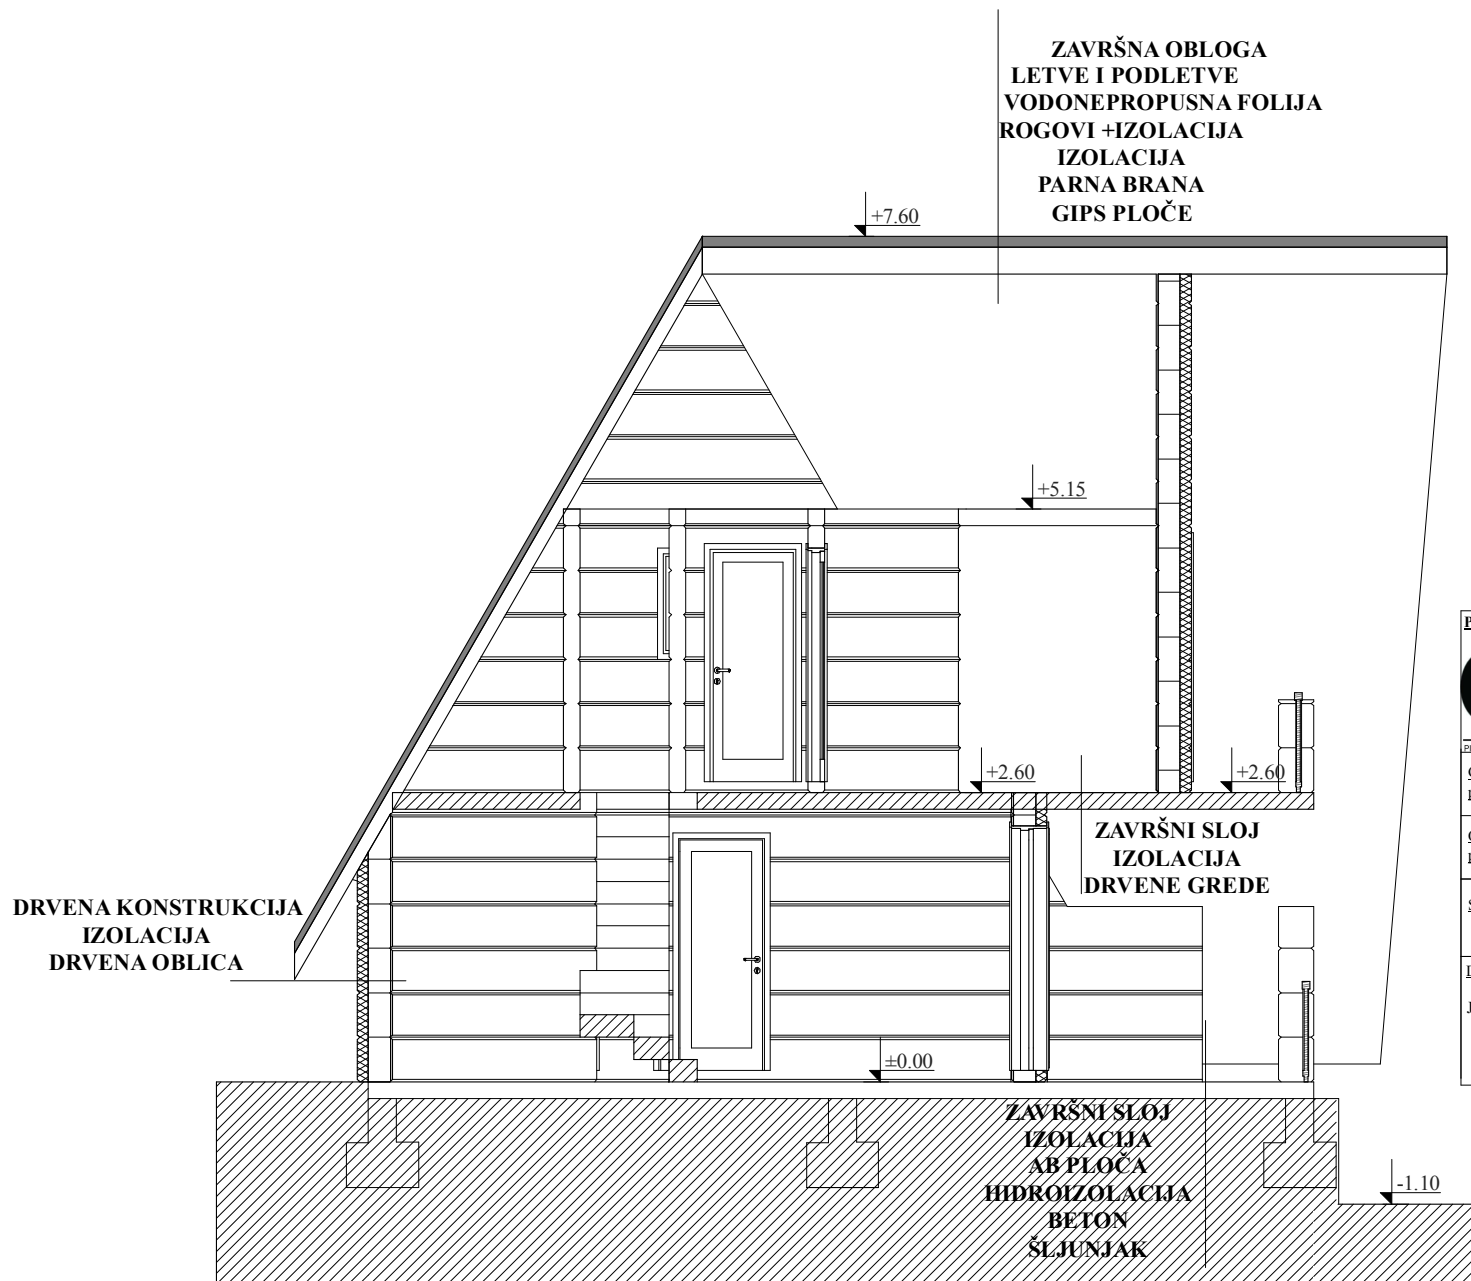 ZAVRŠNA OBLOGA
LETVE I PODLETVE
VODONEPROPUSNA FOLIJA
ROGOVI +IZOLACIJA
IZOLACIJA
PARNA BRANA
GIPS PLOČE
+7.60
+5.15
+2.60
+2.60
ZAVRŠNI SLOJ
IZOLACIJA
DRVENE GREDE
DRVENA KONSTRUKCIJA
IZOLACIJA
DRVENA OBLICA
±0.00
ZAVRŠNI SLOJ
IZOLACIJA
AB PLOČA
HIDROIZOLACIJA
BETON
ŠLJUNJAK
-1.10